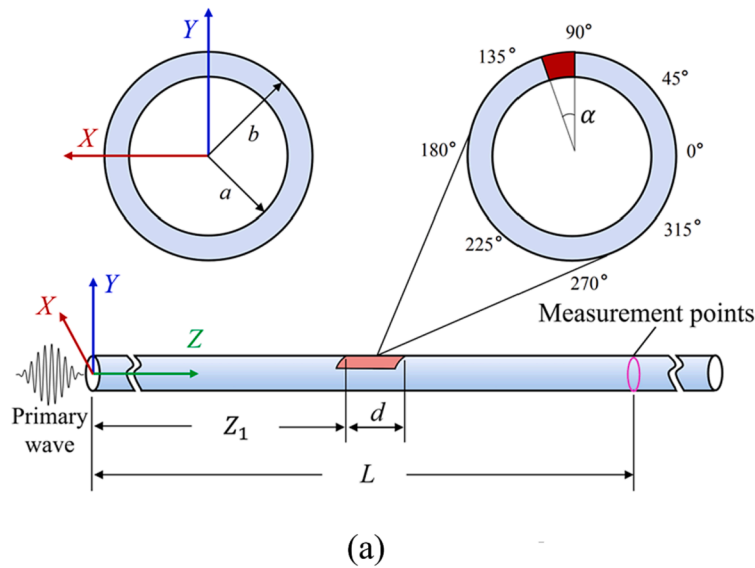 Y
X
b
a
90°
135°
45°
α
180°
0°
225°
315°
270°
Y
X
Z
Measurement points
Primary
wave
Z₁
d
L
(a)